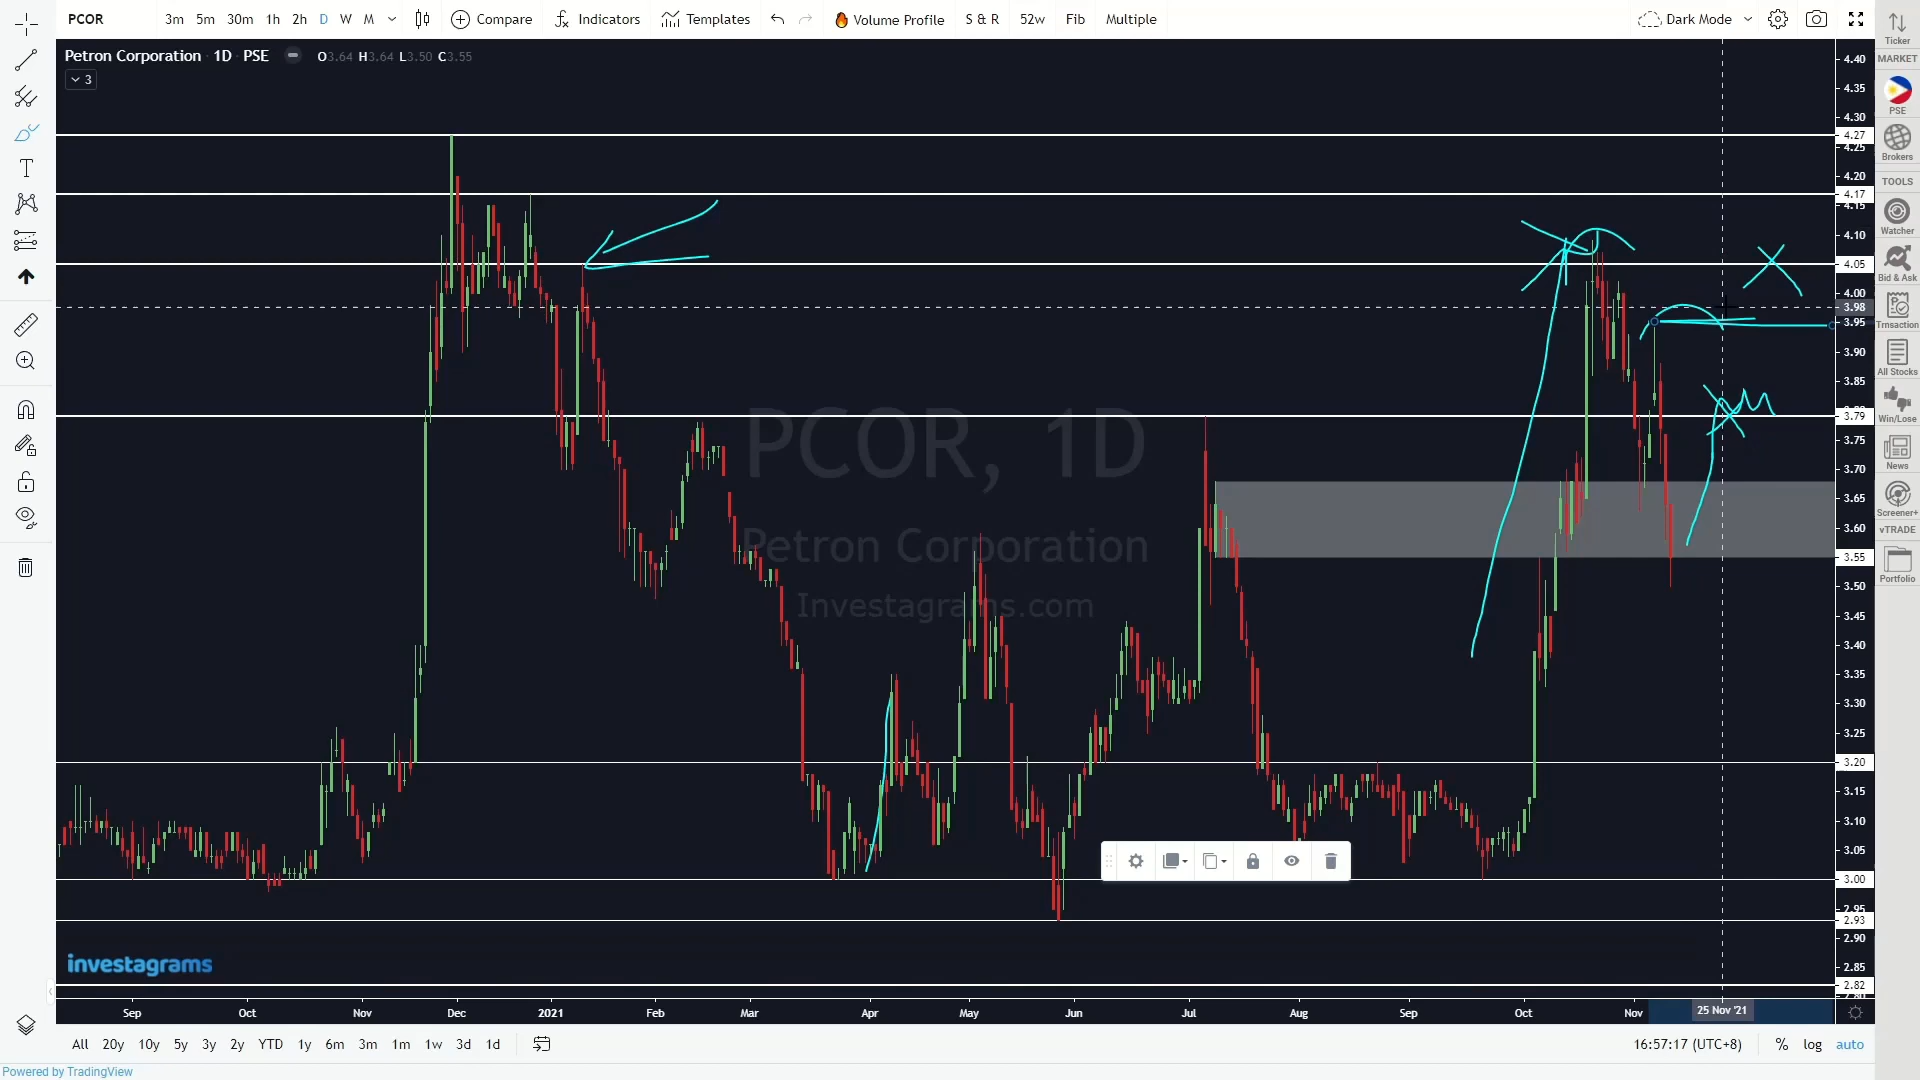 PCOR 3m 5m 30m 1h 2h D W M Compare Indicators Templates Volume Profile S & R 52w Fib Multiple Dark Mode
Petron Corporation 1D PSE O3.64 H3.64 L3.50 C3.55
3
PCOR, 1D
Petron Corporation
Investagrams.com
investagrams
4.40
4.35
4.30
4.27
4.25
4.20
4.17
4.15
4.10
4.05
4.00
3.98
3.95
3.90
3.85
3.79
3.75
3.70
3.65
3.60
3.55
3.50
3.45
3.40
3.35
3.30
3.25
3.20
3.15
3.10
3.05
3.00
2.95
2.93
2.90
2.85
2.82
Sep Oct Nov Dec 2021 Feb Mar Apr May Jun Jul Aug Sep Oct Nov 25 Nov '21
All 20y 10y 5y 3y 2y YTD 1y 6m 3m 1m 1w 3d 1d 16:57:17 (UTC+8) % log auto
Powered by TradingView
Ticker
MARKET
PSE
Brokers
TOOLS
Watcher
Bid & Ask
Trnsaction
All Stocks
Win/Lose
News
Screener+
vTRADE
Portfolio